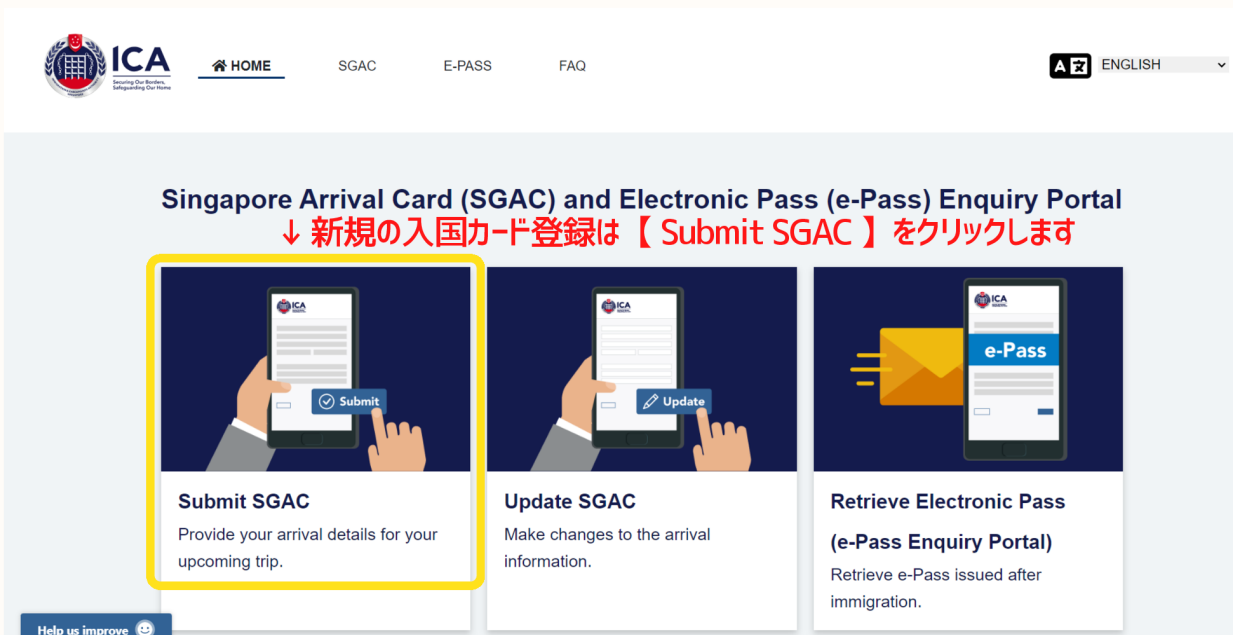 ICA
Securing Our Borders,
Safeguarding Our Home
HOME
SGAC
E-PASS
FAQ
ENGLISH
Singapore Arrival Card (SGAC) and Electronic Pass (e-Pass) Enquiry Portal
↓ 新規の入国カード登録は【 Submit SGAC 】をクリックします
ICA
Submit
ICA
Update
ICA
e-Pass
Submit SGAC
Provide your arrival details for your
upcoming trip.
Update SGAC
Make changes to the arrival
information.
Retrieve Electronic Pass
(e-Pass Enquiry Portal)
Retrieve e-Pass issued after
immigration.
Help us improve